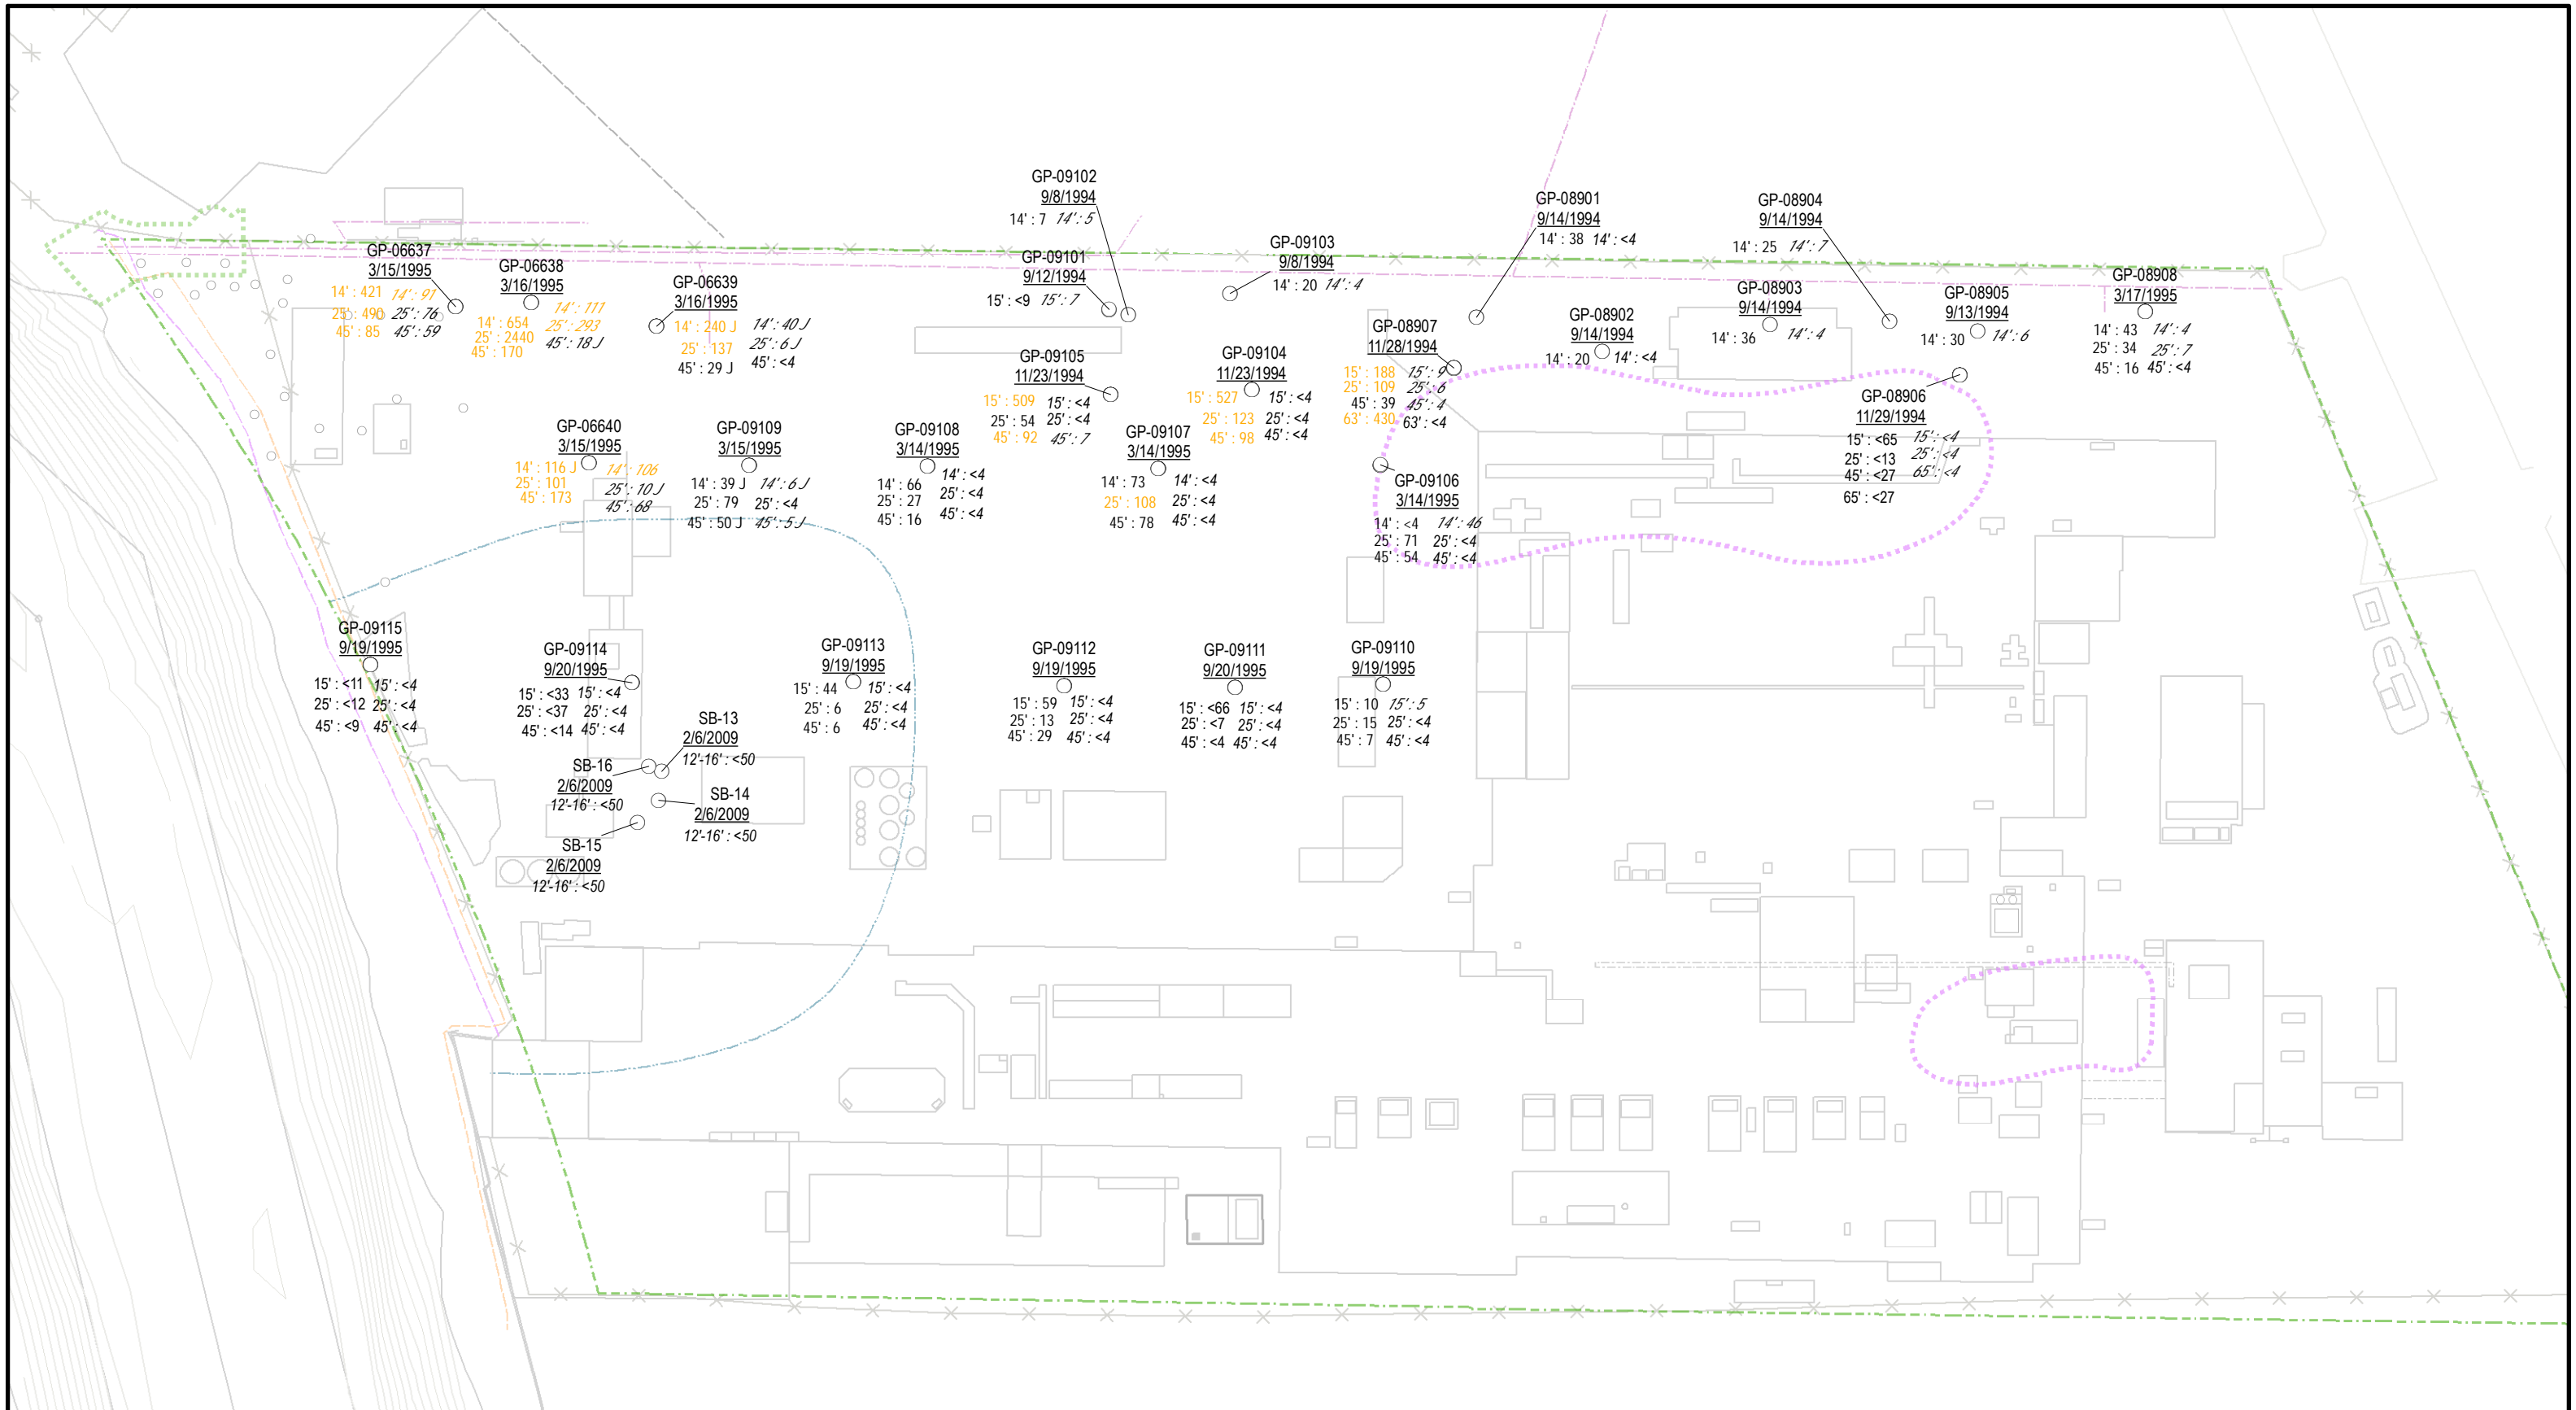 GP-09102
9/8/1994
14' : 7 14' : 5
GP-08901
9/14/1994
14' : 38 14' : <4
GP-08904
9/14/1994
14' : 25 14' : 7
GP-06637
3/15/1995
14' : 421 14' : 91
25' : 490 25' : 76
45' : 85 45' : 59
GP-06638
3/16/1995
14' : 654 14' : 111
25' : 2440 25' : 293
45' : 170 45' : 18 J
GP-06639
3/16/1995
14' : 240 J 14' : 40 J
25' : 137 25' : 6 J
45' : 29 J 45' : <4
GP-09101
9/12/1994
15' : <9 15' : 7
GP-09103
9/8/1994
14' : 20 14' : 4
GP-08907
11/28/1994
15' : 188 15' : 9
25' : 109 25' : 6
45' : 39 45' : 4
63' : 430 63' : <4
GP-08902
9/14/1994
14' : 20 14' : <4
GP-08903
9/14/1994
14' : 36 14' : 4
GP-08905
9/13/1994
14' : 30 14' : 6
GP-08908
3/17/1995
14' : 43 14' : 4
25' : 34 25' : 7
45' : 16 45' : <4
GP-09105
11/23/1994
15' : 509 15' : <4
25' : 54 25' : <4
45' : 92 45' : 7
GP-09104
11/23/1994
15' : 527 15' : <4
25' : 123 25' : <4
45' : 98 45' : <4
GP-08906
11/29/1994
15' : <65 15' : <4
25' : <13 25' : <4
45' : <27 65' : <4
65' : <27
GP-06640
3/15/1995
14' : 116 J 14' : 106
25' : 101 25' : 10 J
45' : 173 45' : 68
GP-09109
3/15/1995
14' : 39 J 14' : 6 J
25' : 79 25' : <4
45' : 50 J 45' : 5 J
GP-09108
3/14/1995
14' : 66 14' : <4
25' : 27 25' : <4
45' : 16 45' : <4
GP-09107
3/14/1995
14' : 73 14' : <4
25' : 108 25' : <4
45' : 78 45' : <4
GP-09106
3/14/1995
14' : <4 14' : 46
25' : 71 25' : <4
45' : 54 45' : <4
GP-09115
9/19/1995
15' : <11 15' : <4
25' : <12 25' : <4
45' : <9 45' : <4
GP-09114
9/20/1995
15' : <33 15' : <4
25' : <37 25' : <4
45' : <14 45' : <4
GP-09113
9/19/1995
15' : 44 15' : <4
25' : 6 25' : <4
45' : 6 45' : <4
GP-09112
9/19/1995
15' : 59 15' : <4
25' : 13 25' : <4
45' : 29 45' : <4
GP-09111
9/20/1995
15' : <66 15' : <4
25' : <7 25' : <4
45' : <4 45' : <4
GP-09110
9/19/1995
15' : 10 15' : 5
25' : 15 25' : <4
45' : 7 45' : <4
SB-13
2/6/2009
12'-16' : <50
SB-16
2/6/2009
12'-16' : <50
SB-14
2/6/2009
12'-16' : <50
SB-15
2/6/2009
12'-16' : <50